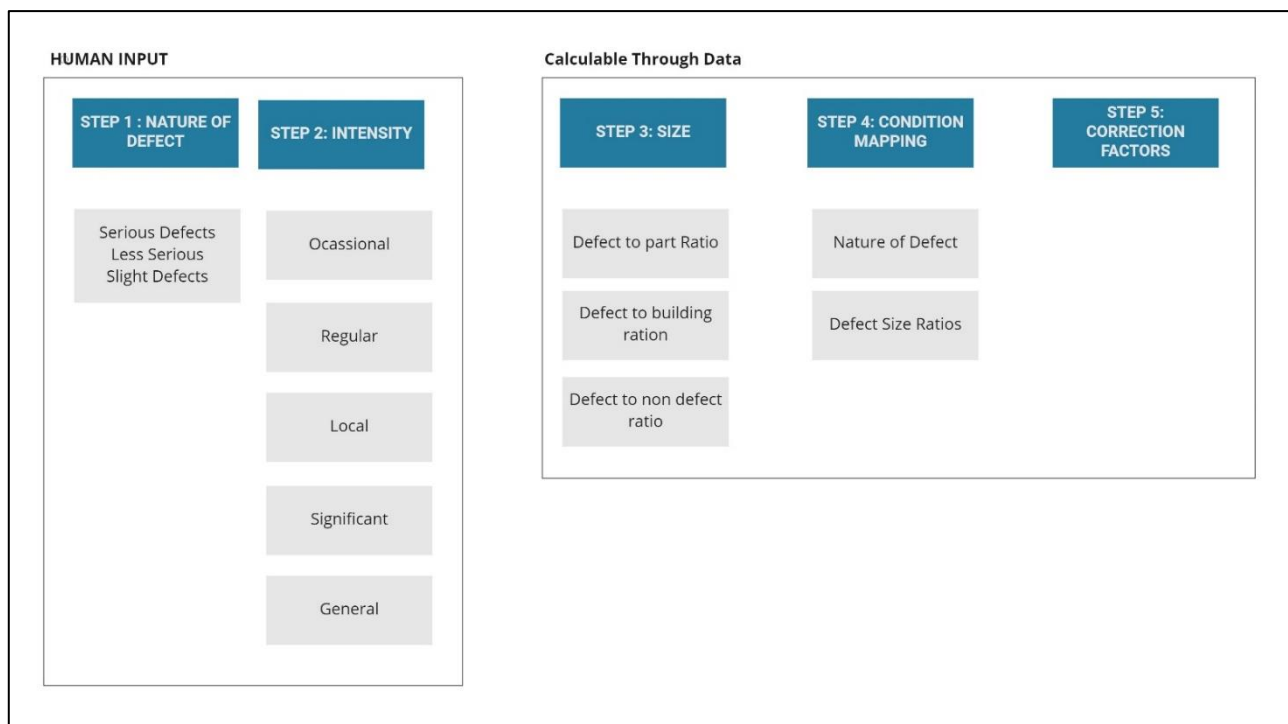 HUMAN INPUT
STEP 1 : NATURE OF
DEFECT
STEP 2: INTENSITY
Serious Defects
Less Serious
Slight Defects
Ocassional
Regular
Local
Significant
General
Calculable Through Data
STEP 3: SIZE
STEP 4: CONDITION
MAPPING
STEP 5:
CORRECTION
FACTORS
Defect to part Ratio
Defect to building
ration
Defect to non defect
ratio
Nature of Defect
Defect Size Ratios